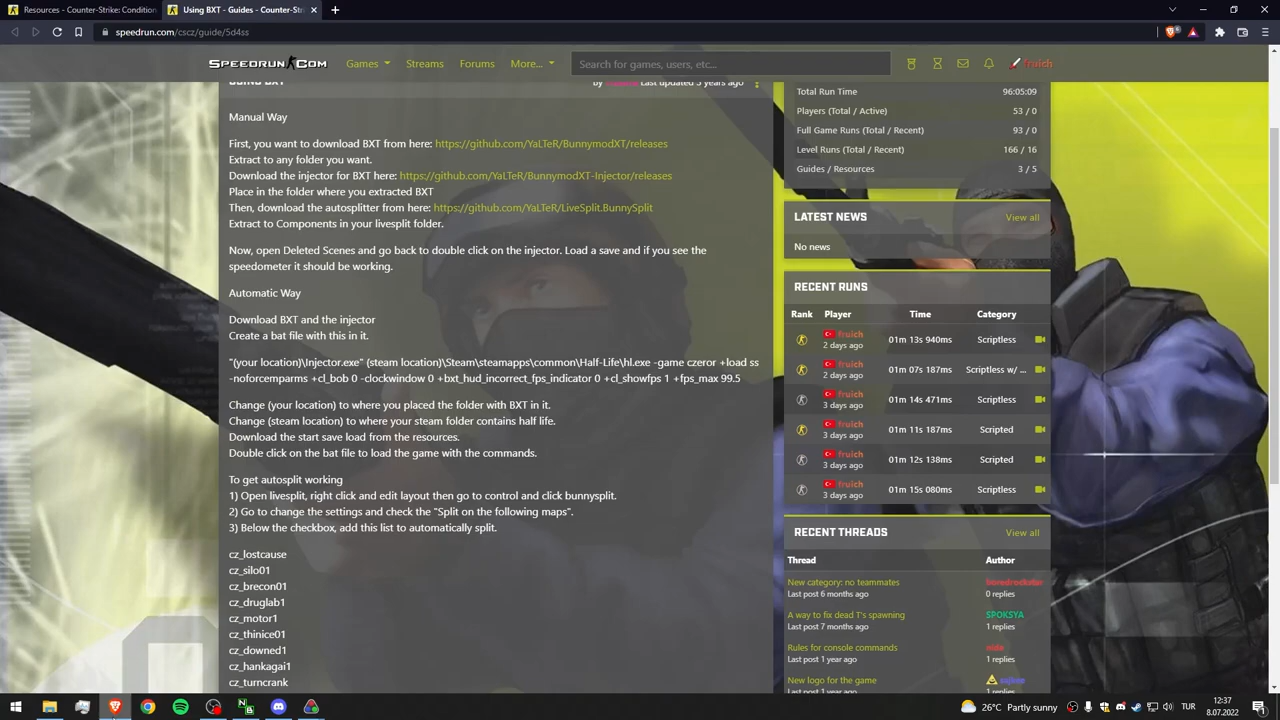 Resources - Counter-Strike: Condition
Using BXT - Guides - Counter-Stri
speedrun.com/cscz/guide/5d4ss
SPEEDRUN.COM
Games
Streams
Forums
More...
Search for games, users, etc...
fruich
Last updated 3 years ago
Manual Way
First, you want to download BXT from here: https://github.com/YaLTeR/BunnymodXT/releases
Extract to any folder you want.
Download the injector for BXT here: https://github.com/YaLTeR/BunnymodXT-Injector/releases
Place in the folder where you extracted BXT
Then, download the autosplitter from here: https://github.com/YaLTeR/LiveSplit.BunnySplit
Extract to Components in your livesplit folder.
Now, open Deleted Scenes and go back to double click on the injector. Load a save and if you see the
speedometer it should be working.
Automatic Way
Download BXT and the injector
Create a bat file with this in it.
"(your location)\Injector.exe" (steam location)\Steam\steamapps\common\Half-Life\hl.exe -game czeror +load ss
-noforcemparms +cl_bob 0 -clockwindow 0 +bxt_hud_incorrect_fps_indicator 0 +cl_showfps 1 +fps_max 99.5
Change (your location) to where you placed the folder with BXT in it.
Change (steam location) to where your steam folder contains half life.
Download the start save load from the resources.
Double click on the bat file to load the game with the commands.
To get autosplit working
1) Open livesplit, right click and edit layout then go to control and click bunnysplit.
2) Go to change the settings and check the "Split on the following maps".
3) Below the checkbox, add this list to automatically split.
cz_lostcause
cz_silo01
cz_brecon01
cz_druglab1
cz_motor1
cz_thinice01
cz_downed1
cz_hankagai1
cz_turncrank
Total Run Time 96:05:09
Players (Total / Active) 53 / 0
Full Game Runs (Total / Recent) 93 / 0
Level Runs (Total / Recent) 166 / 16
Guides / Resources 3 / 5
LATEST NEWS View all
No news
RECENT RUNS
Rank Player Time Category
fruich 2 days ago 01m 13s 940ms Scriptless
fruich 2 days ago 01m 07s 187ms Scriptless w/ ...
fruich 3 days ago 01m 14s 471ms Scriptless
fruich 3 days ago 01m 11s 187ms Scripted
fruich 3 days ago 01m 12s 138ms Scripted
fruich 3 days ago 01m 15s 080ms Scriptless
RECENT THREADS View all
Thread Author
New category: no teammates
Last post 6 months ago 0 replies
A way to fix dead T's spawning SPOKSYA
Last post 7 months ago 1 replies
Rules for console commands
Last post 1 year ago 1 replies
New logo for the game
Last post 1 year ago 1 replies
26°C Partly sunny
TUR
12:37
8.07.2022